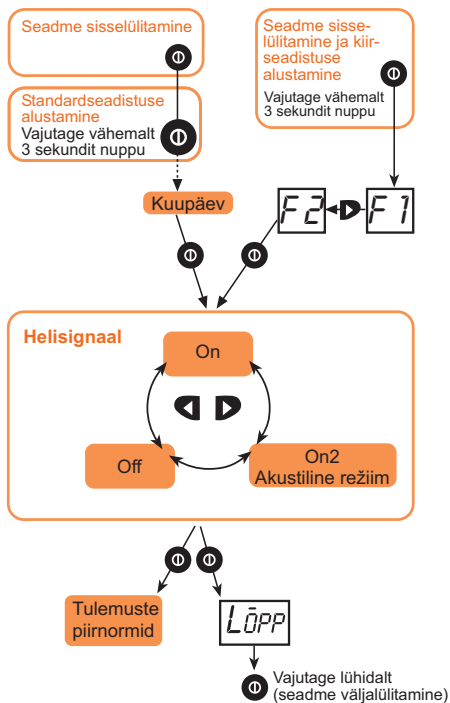 Seadme sisselülitamine
Standardseadistuse
alustamine
Vajutage vähemalt
3 sekundit nuppu
Seadme sisse-
lülitamine ja kiir-
seadistuse
alustamine
Vajutage vähemalt
3 sekundit nuppu
Kuupäev
F2
F1
Helisignaal
On
Off
On2
Akustiline režiim
Tulemuste
piirnormid
LōPP
Vajutage lühidalt
(seadme väljalülitamine)